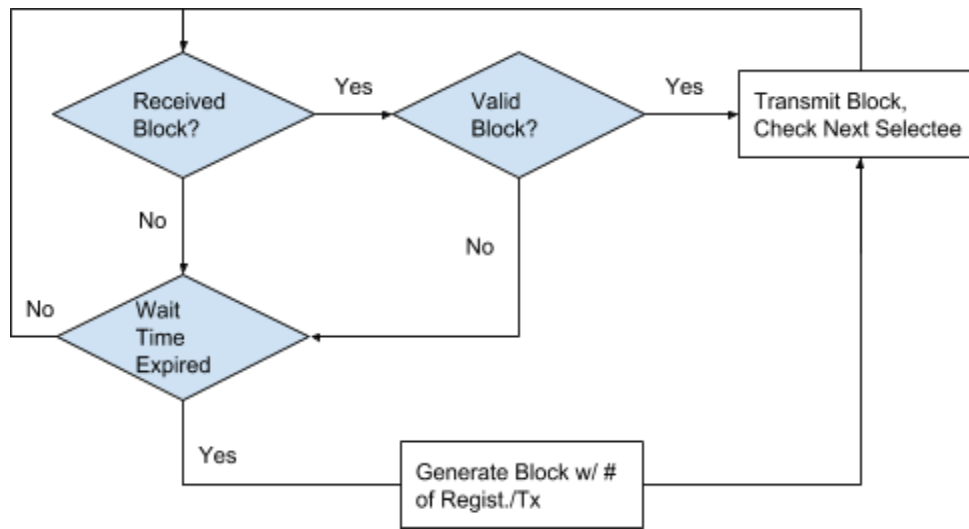 Received
Block?
Yes
Valid
Block?
Yes
Transmit Block,
Check Next Selectee
No
No
No
Wait
Time
Expired
Yes
Generate Block w/ #
of Regist./Tx